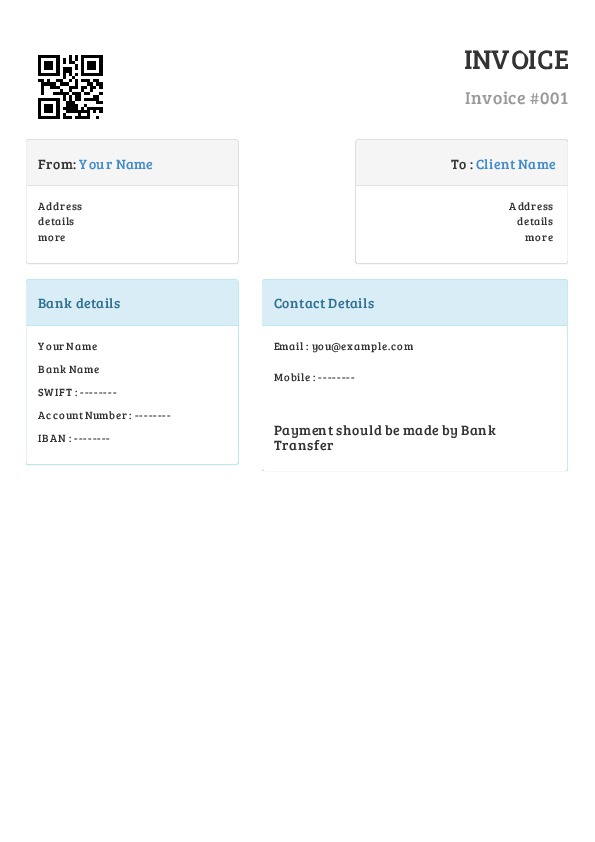 INVOICE
Invoice #001
From: Your Name
Address
details
more
To : Client Name
Address
details
more
Bank details
Your Name
Bank Name
SWIFT : --------
Account Number : --------
IBAN : --------
Contact Details
Email : you@example.com
Mobile : --------
Payment should be made by Bank
Transfer